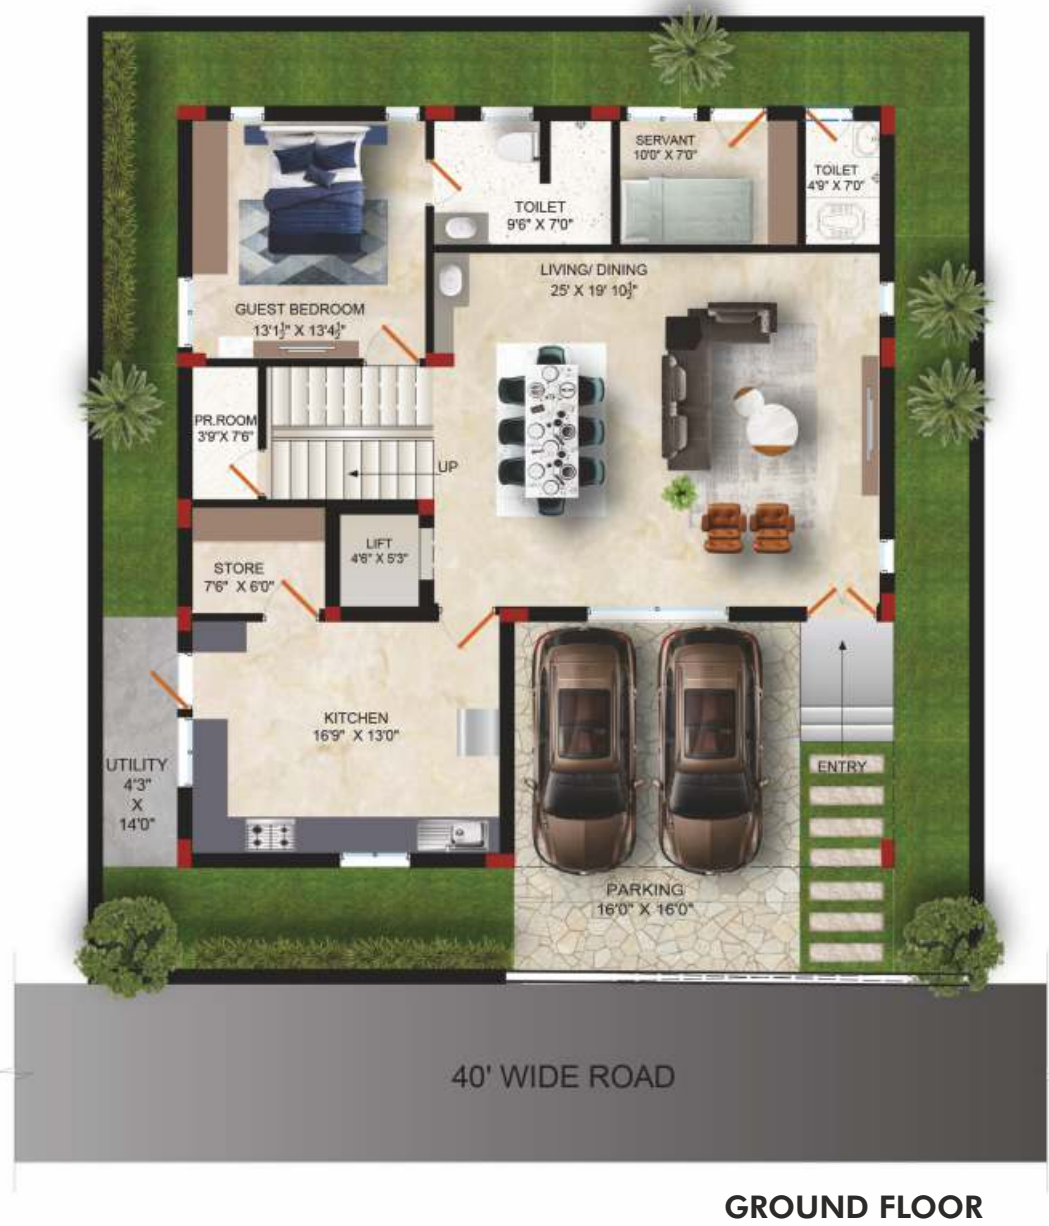 SERVANT
10'0" X 7'0"
TOILET
4'9" X 7'0"
TOILET
9'6" X 7'0"
LIVING/ DINING
25' X 19' 10½"
GUEST BEDROOM
13'1½" X 13'4½"
PR.ROOM
3'9"X 7'6"
UP
LIFT
4'6" X 5'3"
STORE
7'6" X 6'0"
KITCHEN
16'9" X 13'0"
UTILITY
4'3"
X
14'0"
ENTRY
PARKING
16'0" X 16'0"
40' WIDE ROAD
GROUND FLOOR